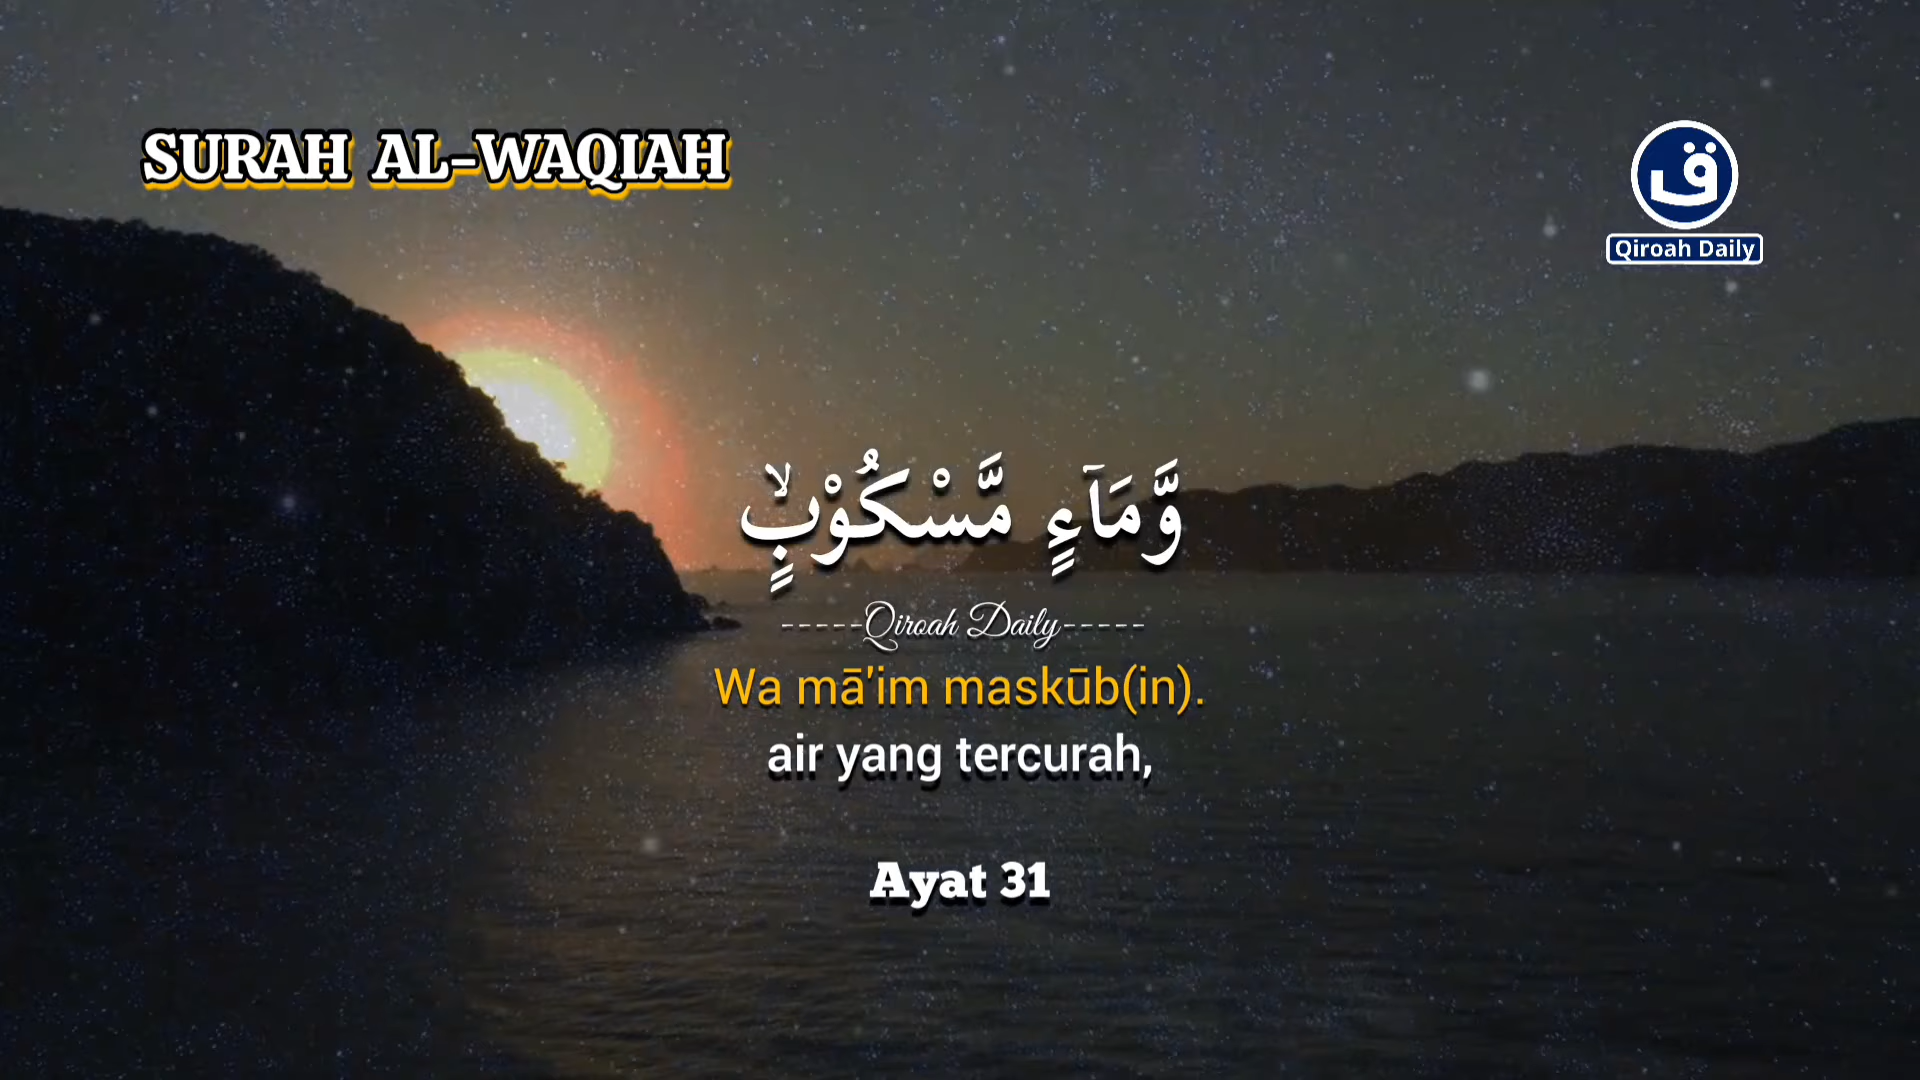 SURAH AL-WAQIAH
ق
Qiroah Daily
وَّمَاۤءٍ مَّسْكُوْبٍۙ
-----Qiroah Daily-----
Wa mā'im maskūb(in).
air yang tercurah,
Ayat 31